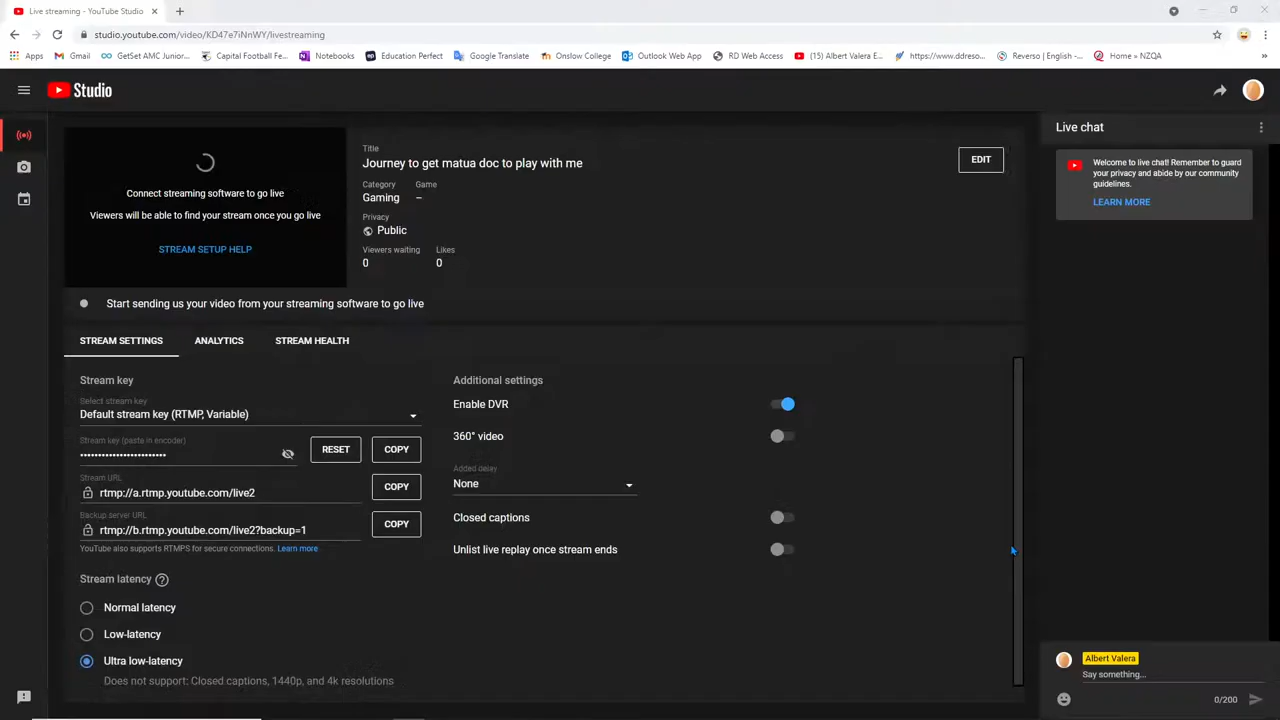 Live streaming - YouTube Studio
studio.youtube.com/video/KD47e7iNnWY/livestreaming
Apps
Gmail
GetSet AMC Junior...
Capital Football Fe...
Notebooks
Education Perfect
Google Translate
Onslow College
Outlook Web App
RD Web Access
(15) Albert Valera E...
https://www.ddreso...
Reverso | English -...
Home » NZQA
»
Studio
Connect streaming software to go live
Viewers will be able to find your stream once you go live
STREAM SETUP HELP
Title
Journey to get matua doc to play with me
EDIT
Category Game
Gaming –
Privacy
Public
Viewers waiting Likes
0 0
Start sending us your video from your streaming software to go live
STREAM SETTINGS ANALYTICS STREAM HEALTH
Stream key
Select stream key
Default stream key (RTMP, Variable)
Stream key (paste in encoder)
••••••••••••••••••••••••
RESET COPY
Stream URL
rtmp://a.rtmp.youtube.com/live2
COPY
Backup server URL
rtmp://b.rtmp.youtube.com/live2?backup=1
COPY
YouTube also supports RTMPS for secure connections. Learn more
Stream latency ?
Normal latency
Low-latency
Ultra low-latency
Does not support: Closed captions, 1440p, and 4k resolutions
Additional settings
Enable DVR
360° video
Added delay
None
Closed captions
Unlist live replay once stream ends
Live chat
Welcome to live chat! Remember to guard
your privacy and abide by our community
guidelines.
LEARN MORE
Albert Valera
Say something...
0/200